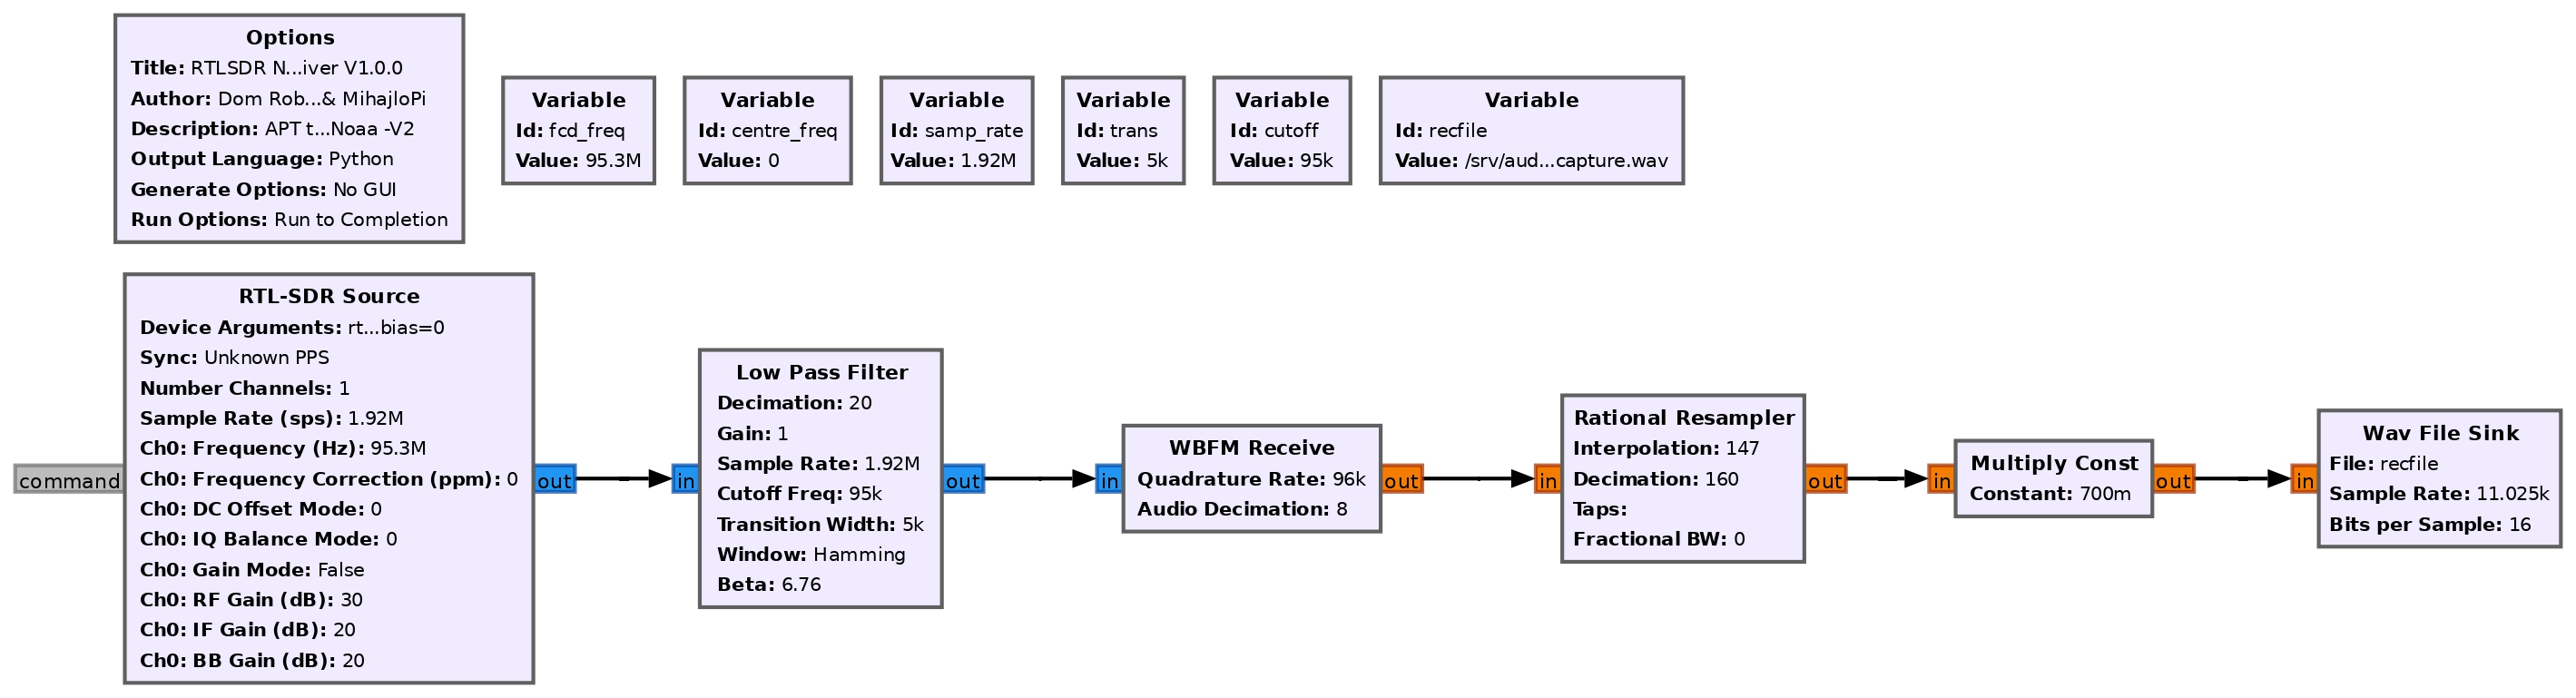 Options
Title: RTLSDR N...iver V1.0.0
Author: Dom Rob...& MihajloPi
Description: APT t...Noaa -V2
Output Language: Python
Generate Options: No GUI
Run Options: Run to Completion
Variable
Id: fcd_freq
Value: 95.3M
Variable
Id: centre_freq
Value: 0
Variable
Id: samp_rate
Value: 1.92M
Variable
Id: trans
Value: 5k
Variable
Id: cutoff
Value: 95k
Variable
Id: recfile
Value: /srv/aud...capture.wav
command
RTL-SDR Source
Device Arguments: rt...bias=0
Sync: Unknown PPS
Number Channels: 1
Sample Rate (sps): 1.92M
Ch0: Frequency (Hz): 95.3M
Ch0: Frequency Correction (ppm): 0
Ch0: DC Offset Mode: 0
Ch0: IQ Balance Mode: 0
Ch0: Gain Mode: False
Ch0: RF Gain (dB): 30
Ch0: IF Gain (dB): 20
Ch0: BB Gain (dB): 20
out
in
Low Pass Filter
Decimation: 20
Gain: 1
Sample Rate: 1.92M
Cutoff Freq: 95k
Transition Width: 5k
Window: Hamming
Beta: 6.76
out
in
WBFM Receive
Quadrature Rate: 96k
Audio Decimation: 8
out
in
Rational Resampler
Interpolation: 147
Decimation: 160
Taps:
Fractional BW: 0
out
in
Multiply Const
Constant: 700m
out
in
Wav File Sink
File: recfile
Sample Rate: 11.025k
Bits per Sample: 16